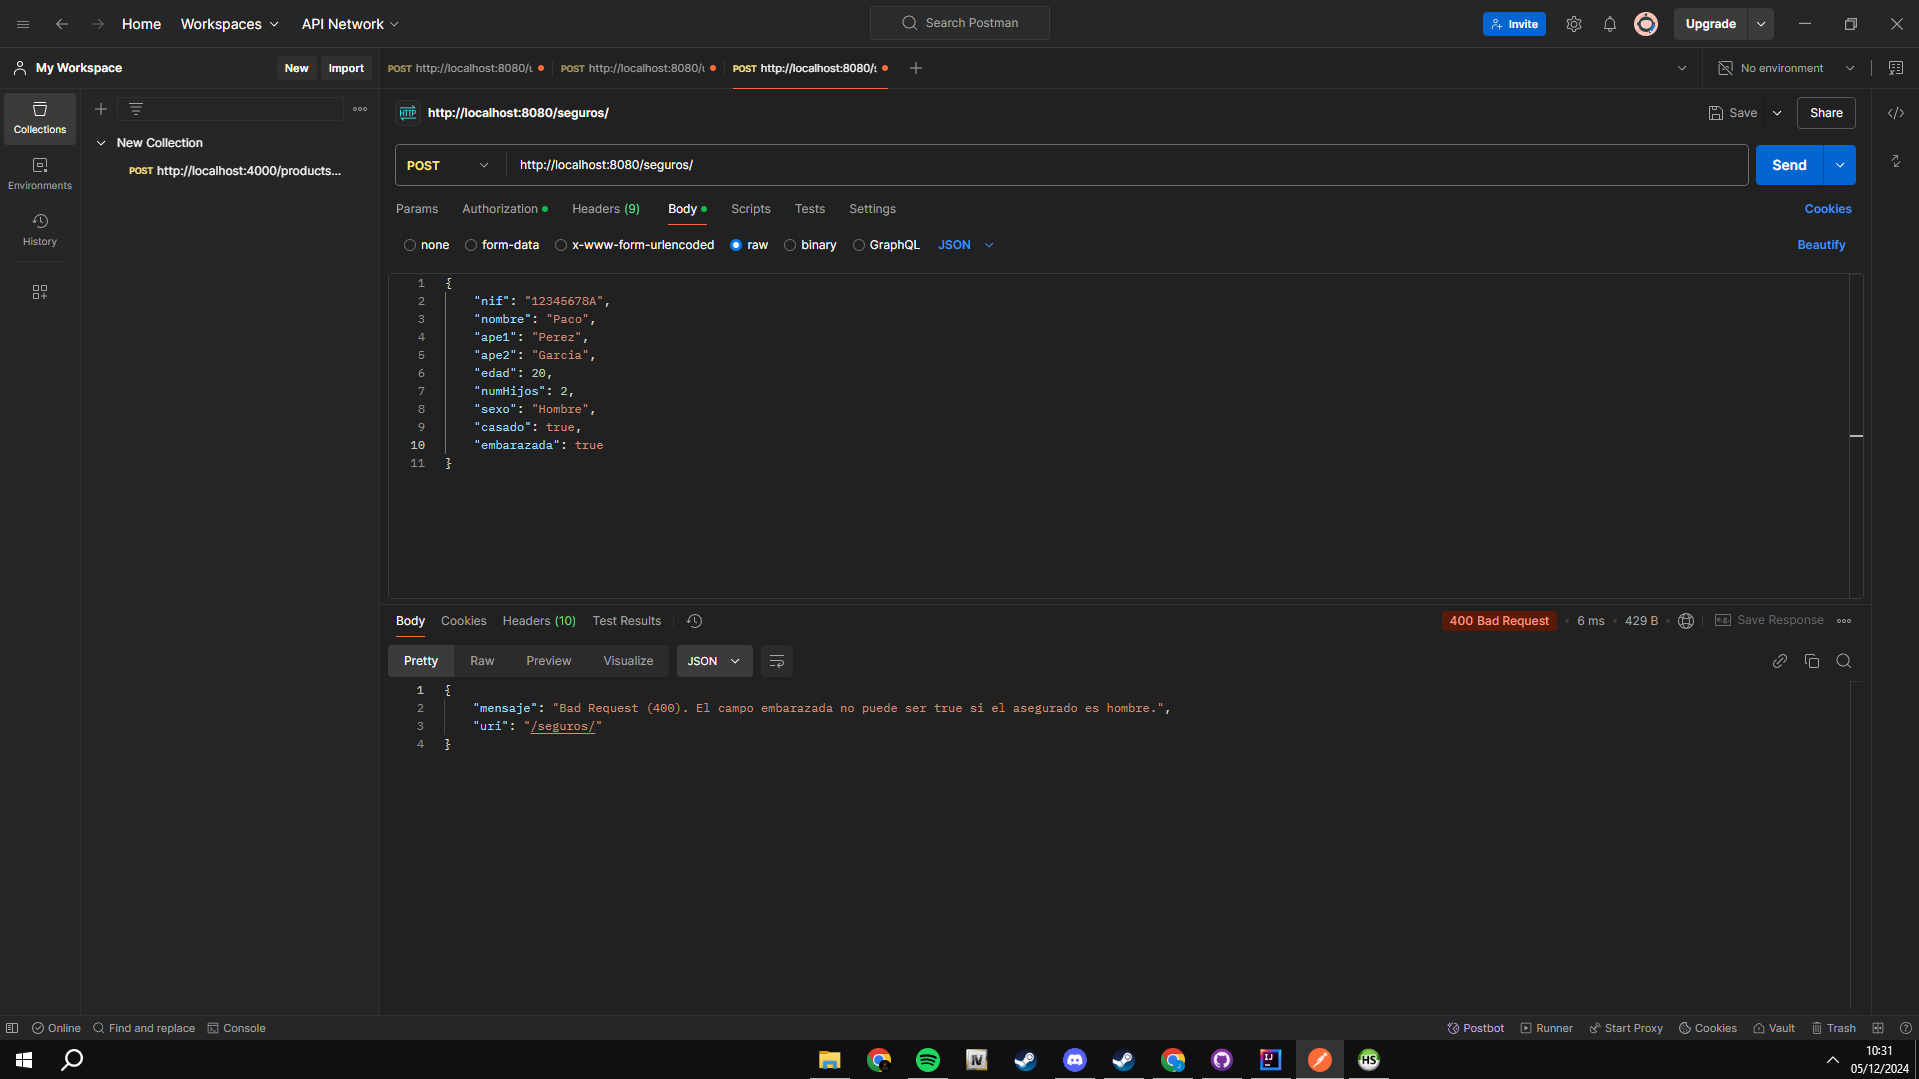 Home
Workspaces
API Network
Search Postman
Invite
Upgrade
My Workspace
New
Import
POST http://localhost:8080/u
POST http://localhost:8080/u
POST http://localhost:8080/s
No environment
Collections
Environments
History
New Collection
POST http://localhost:4000/products...
HTTP http://localhost:8080/seguros/
Save
Share
POST
http://localhost:8080/seguros/
Send
Params
Authorization
Headers (9)
Body
Scripts
Tests
Settings
Cookies
none
form-data
x-www-form-urlencoded
raw
binary
GraphQL
JSON
Beautify
1 {
2 "nif": "12345678A",
3 "nombre": "Paco",
4 "ape1": "Perez",
5 "ape2": "Garcia",
6 "edad": 20,
7 "numHijos": 2,
8 "sexo": "Hombre",
9 "casado": true,
10 "embarazada": true
11 }
Body
Cookies
Headers (10)
Test Results
400 Bad Request
6 ms
429 B
e.g.
Save Response
Pretty
Raw
Preview
Visualize
JSON
1 {
2 "mensaje": "Bad Request (400). El campo embarazada no puede ser true si el asegurado es hombre.",
3 "uri": "/seguros/"
4 }
Online
Find and replace
Console
Postbot
Runner
Start Proxy
Cookies
Vault
Trash
IV
IJ
HS
10:31
05/12/2024